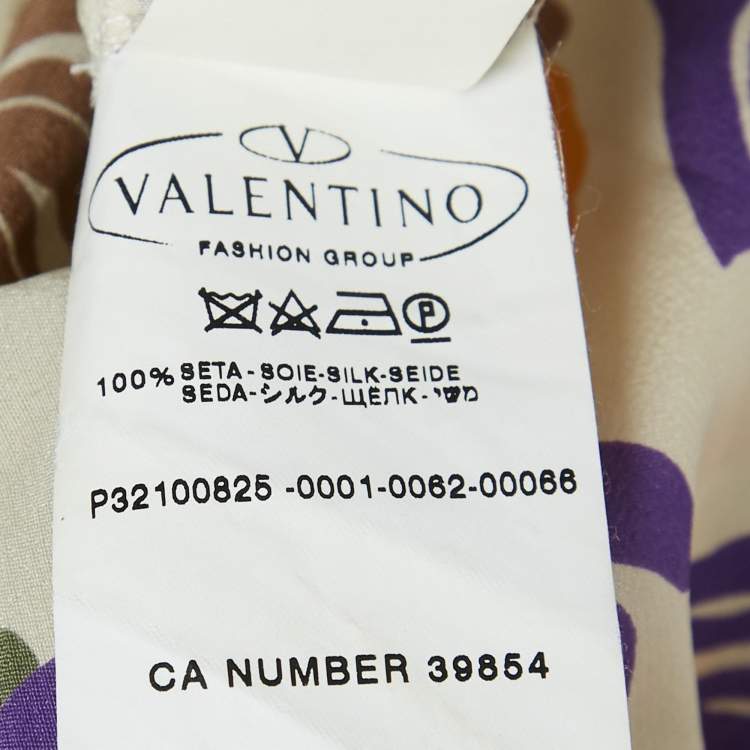 V
VALENTINO
FASHION GROUP
P
100% SETA-SOIE-SILK-SEIDE
SEDA-シルク-ЩЁЛК-משי
P32100825 -0001-0062-00066
CA NUMBER 39854